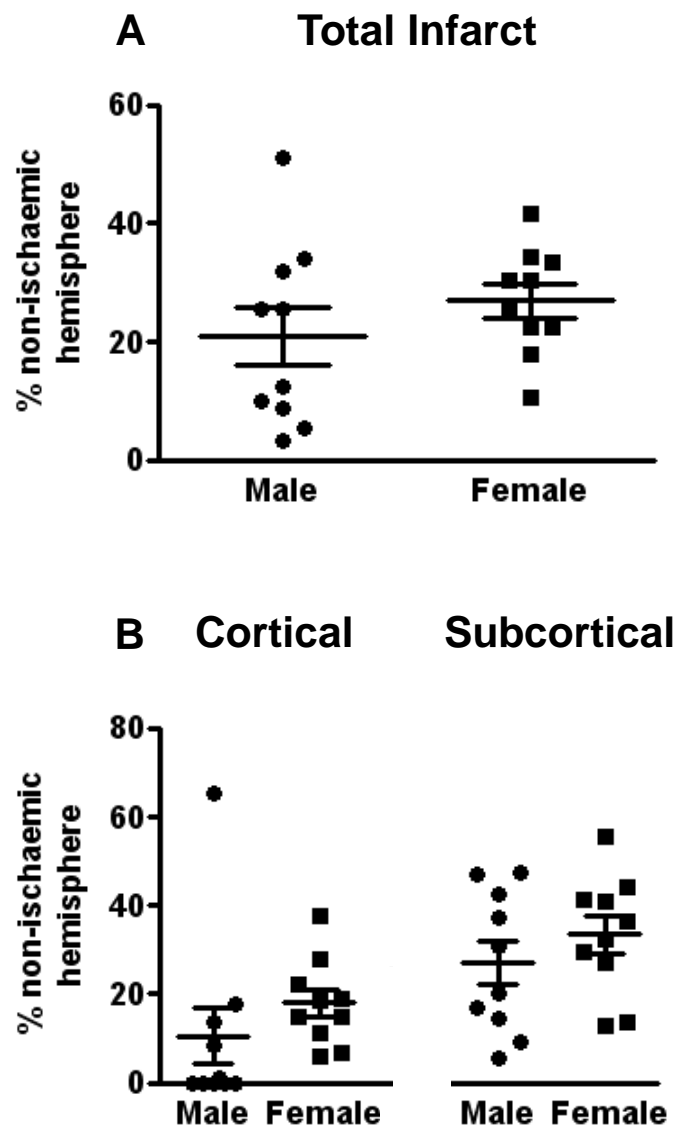 A Total Infarct
% non-ischaemic
hemisphere
60
40
20
0
Male Female
B Cortical Subcortical
% non-ischaemic
hemisphere
80
60
40
20
0
Male Female Male Female